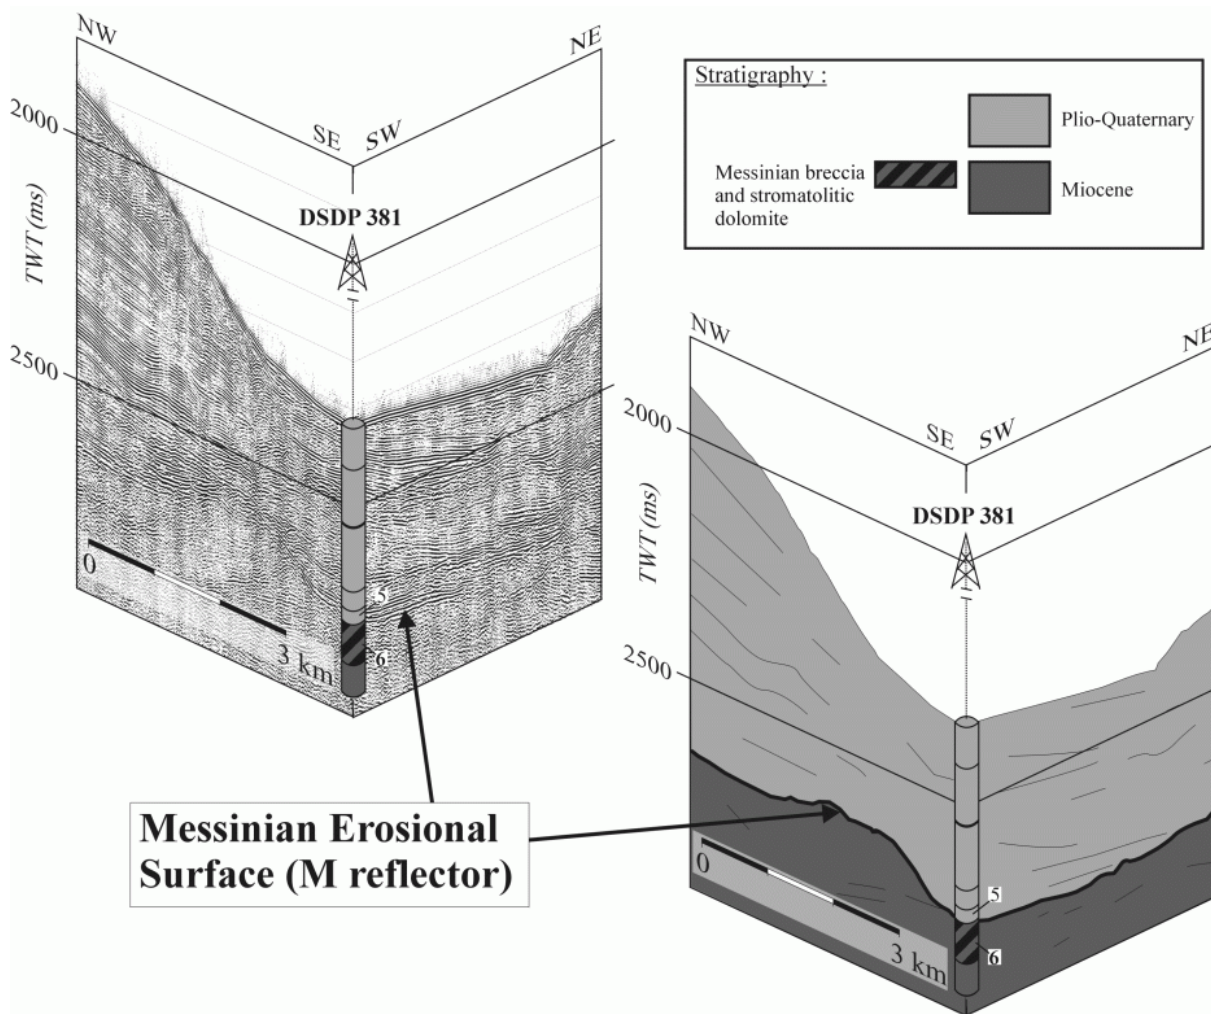 NW
NE
2000
SE
SW
DSDP 381
TWT (ms)
2500
0
3 km
5
6
Stratigraphy :
Plio-Quaternary
Messinian breccia
and stromatolitic
dolomite
Miocene
NW
NE
2000
SE
SW
DSDP 381
TWT (ms)
2500
0
3 km
5
6
Messinian Erosional
Surface (M reflector)